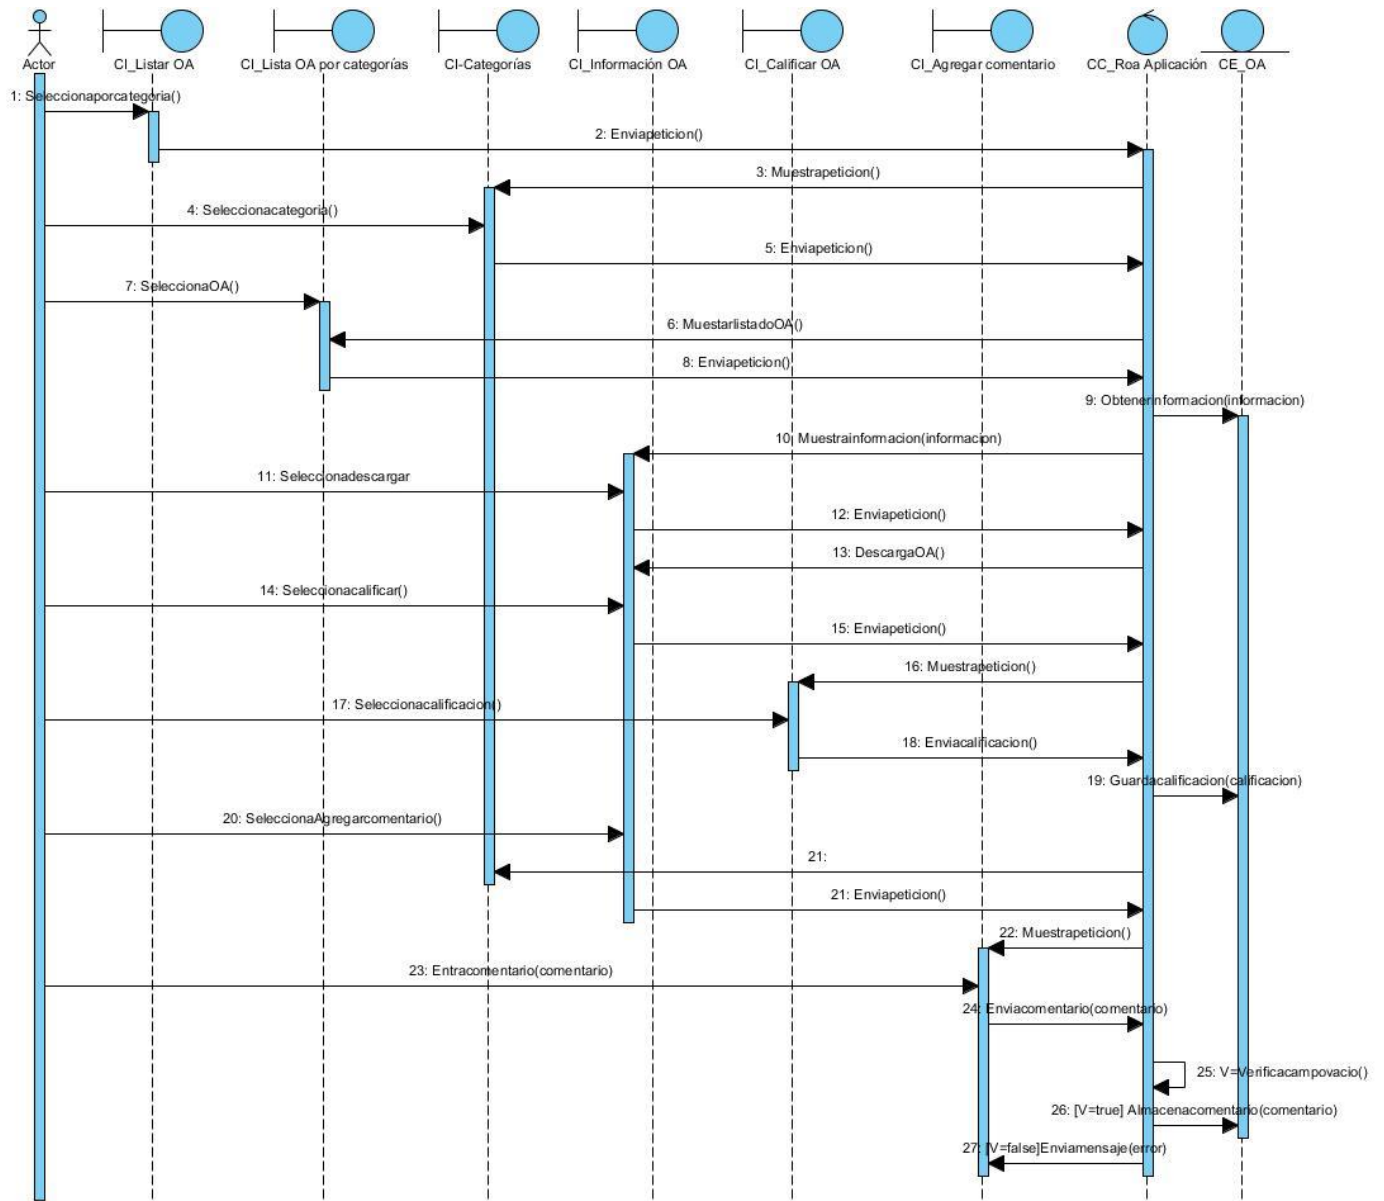 Actor
CI_Listar OA
CI_Lista OA por categorías
CI-Categorías
CI_Información OA
CI_Calificar OA
CI_Agregar comentario
CC_Roa Aplicación
CE_OA
1: Seleccionaporcategoria()
2: Enviapeticion()
3: Muestrapeticion()
4: Seleccionacategoria()
5: Enviapeticion()
7: SeleccionaOA()
6: MuestarlistadoOA()
8: Enviapeticion()
9: Obtenerinformacion(informacion)
10: Muestrainformacion(informacion)
11: Seleccionadescargar
12: Enviapeticion()
13: DescargaOA()
14: Seleccionacalificar()
15: Enviapeticion()
16: Muestrapeticion()
17: Seleccionacalificacion()
18: Enviacalificacion()
19: Guardacalificacion(calificacion)
20: SeleccionaAgregarcomentario()
21:
21: Enviapeticion()
22: Muestrapeticion()
23: Entracomentario(comentario)
24: Enviacomentario(comentario)
25: V=Verificacampovacio()
26: [V=true] Almacenacomentario(comentario)
27: [V=false]Enviamensaje(error)